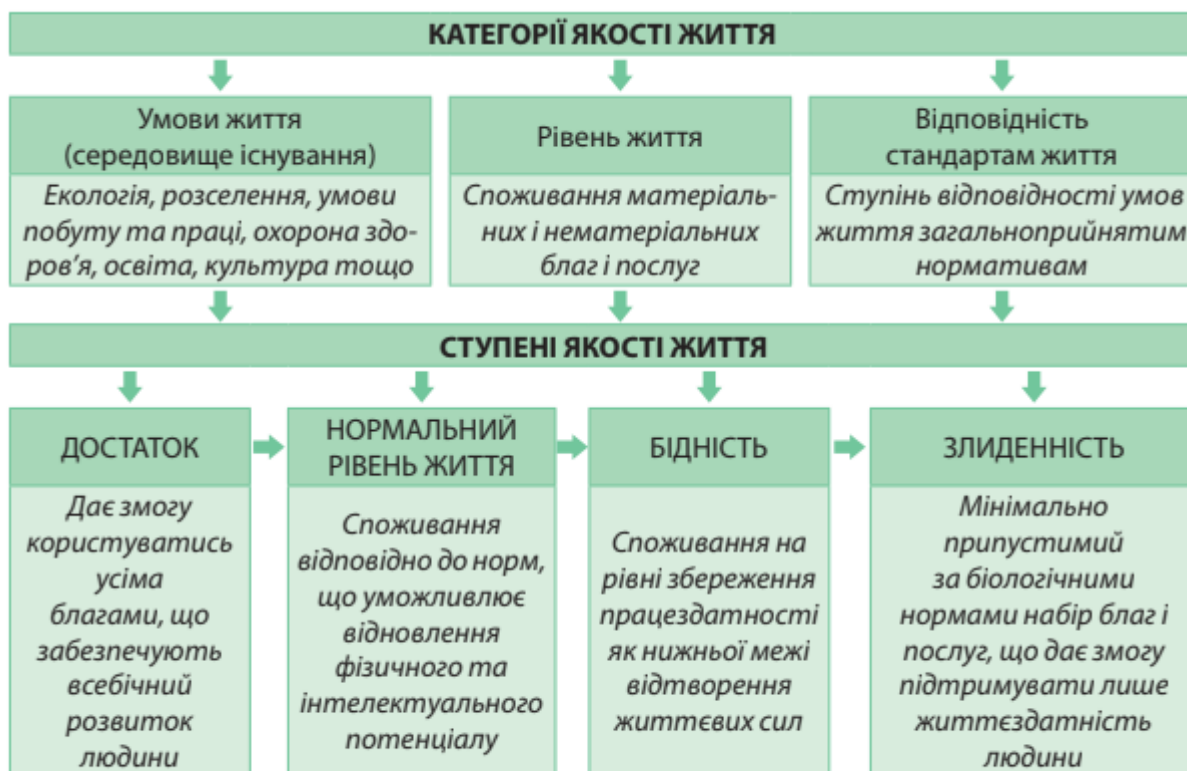 КАТЕГОРІЇ ЯКОСТІ ЖИТТЯ
Умови життя
(середовище існування)
Екологія, розселення, умови
побуту та праці, охорона здо-
ров’я, освіта, культура тощо
Рівень життя
Споживання матеріаль-
них і нематеріальних
благ і послуг
Відповідність
стандартам життя
Ступінь відповідності умов
життя загальноприйнятим
нормативам
СТУПЕНІ ЯКОСТІ ЖИТТЯ
ДОСТАТОК
Дає змогу
користуватись
усіма
благами, що
забезпечують
всебічний
розвиток
людини
НОРМАЛЬНИЙ
РІВЕНЬ ЖИТТЯ
Споживання
відповідно до норм,
що уможливлює
відновлення
фізичного та
інтелектуального
потенціалу
БІДНІСТЬ
Споживання на
рівні збереження
працездатності
як нижньої межі
відтворення
життєвих сил
ЗЛИДЕННІСТЬ
Мінімально
припустимий
за біологічними
нормами набір благ і
послуг, що дає змогу
підтримувати лише
життєздатність
людини